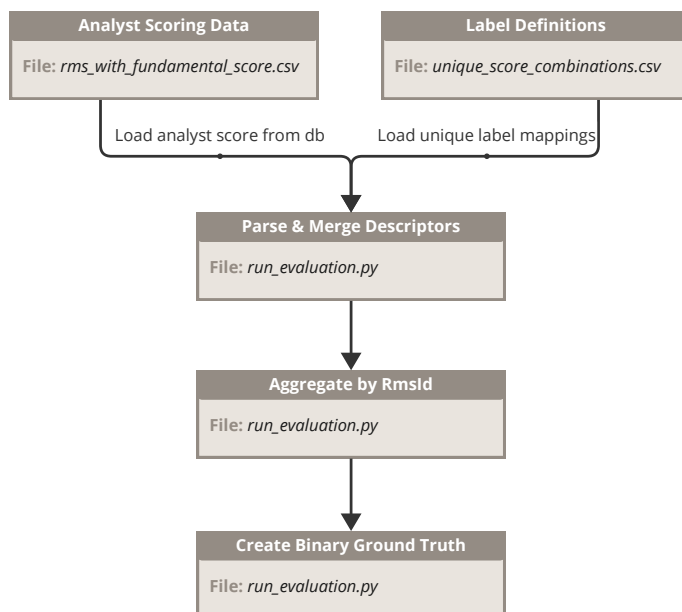 Analyst Scoring Data
File: rms_with_fundamental_score.csv
Label Definitions
File: unique_score_combinations.csv
Load analyst score from db
Load unique label mappings
Parse & Merge Descriptors
File: run_evaluation.py
Aggregate by RmsId
File: run_evaluation.py
Create Binary Ground Truth
File: run_evaluation.py